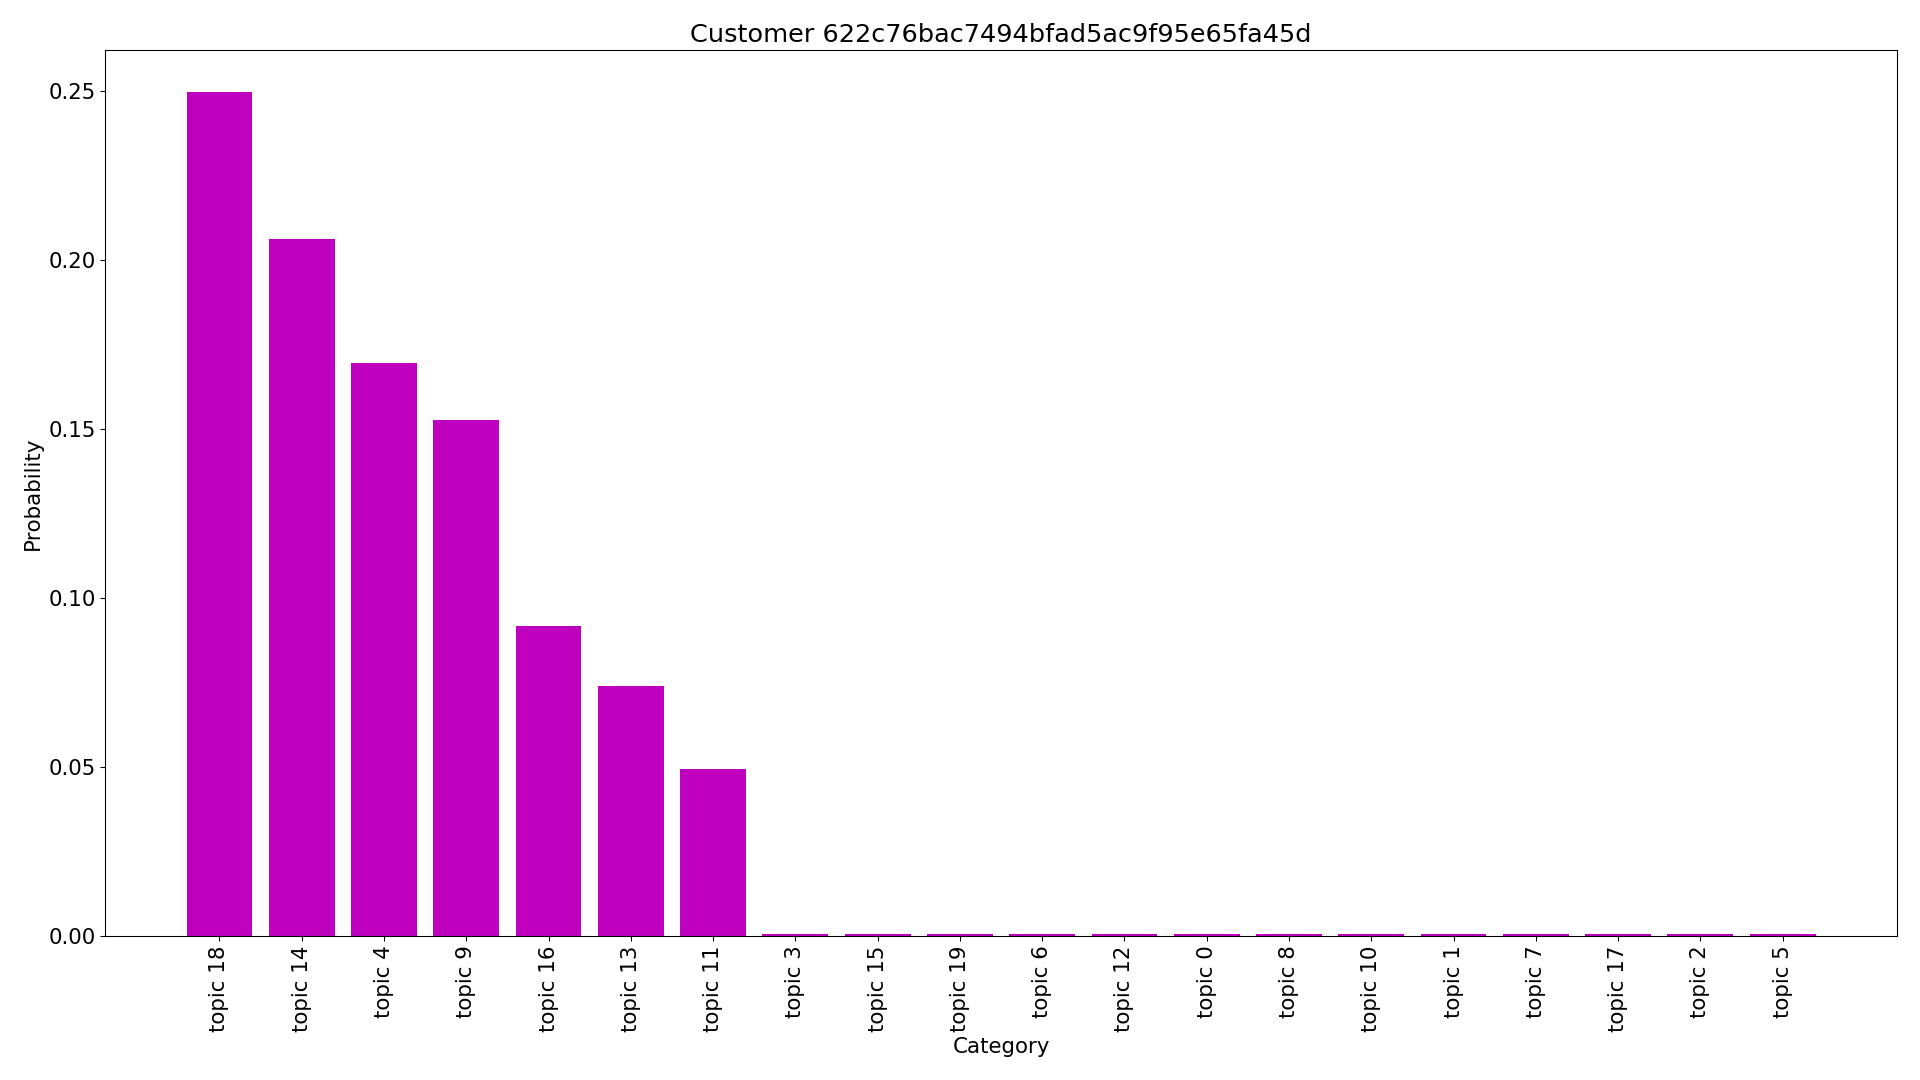 Customer 622c76bac7494bfad5ac9f95e65fa45d
0.25
0.20
0.15
0.10
0.05
0.00
Probability
topic 18
topic 14
topic 4
topic 9
topic 16
topic 13
topic 11
topic 3
topic 15
topic 19
topic 6
topic 12
topic 0
topic 8
topic 10
topic 1
topic 7
topic 17
topic 2
topic 5
Category